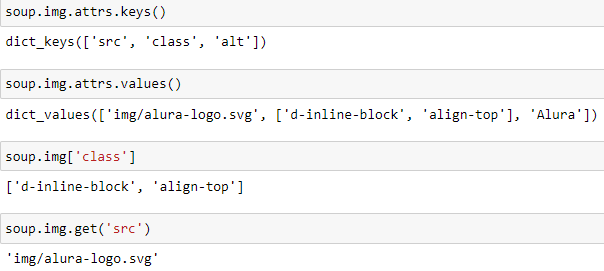 soup.img.attrs.keys()
dict_keys(['src', 'class', 'alt'])
soup.img.attrs.values()
dict_values(['img/alura-logo.svg', ['d-inline-block', 'align-top'], 'Alura'])
soup.img['class']
['d-inline-block', 'align-top']
soup.img.get('src')
'img/alura-logo.svg'